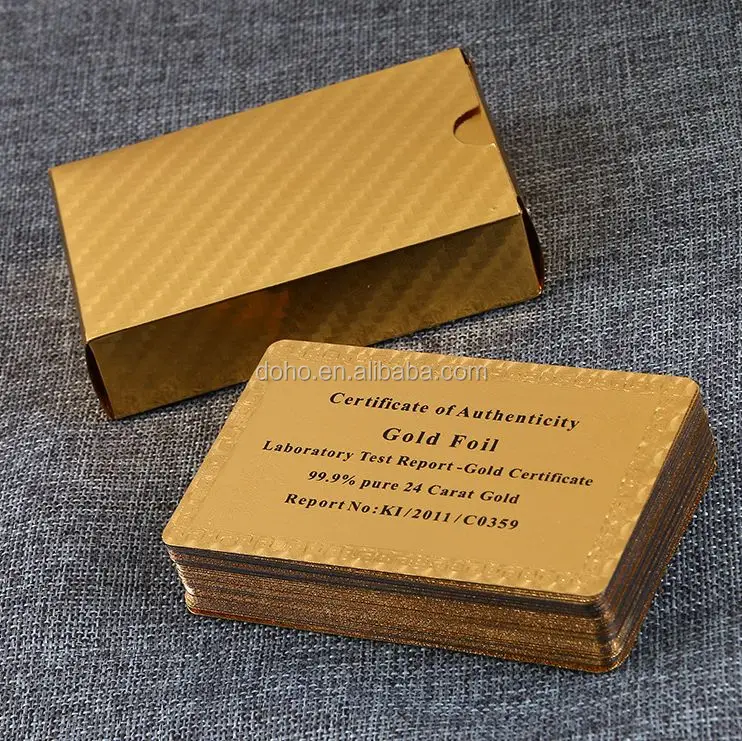 doho.en.alibaba.com
Certificate of Authenticity
Gold Foil
Laboratory Test Report-Gold Certificate
99.9% pure 24 Carat Gold
Report No:KI/2011/C0359